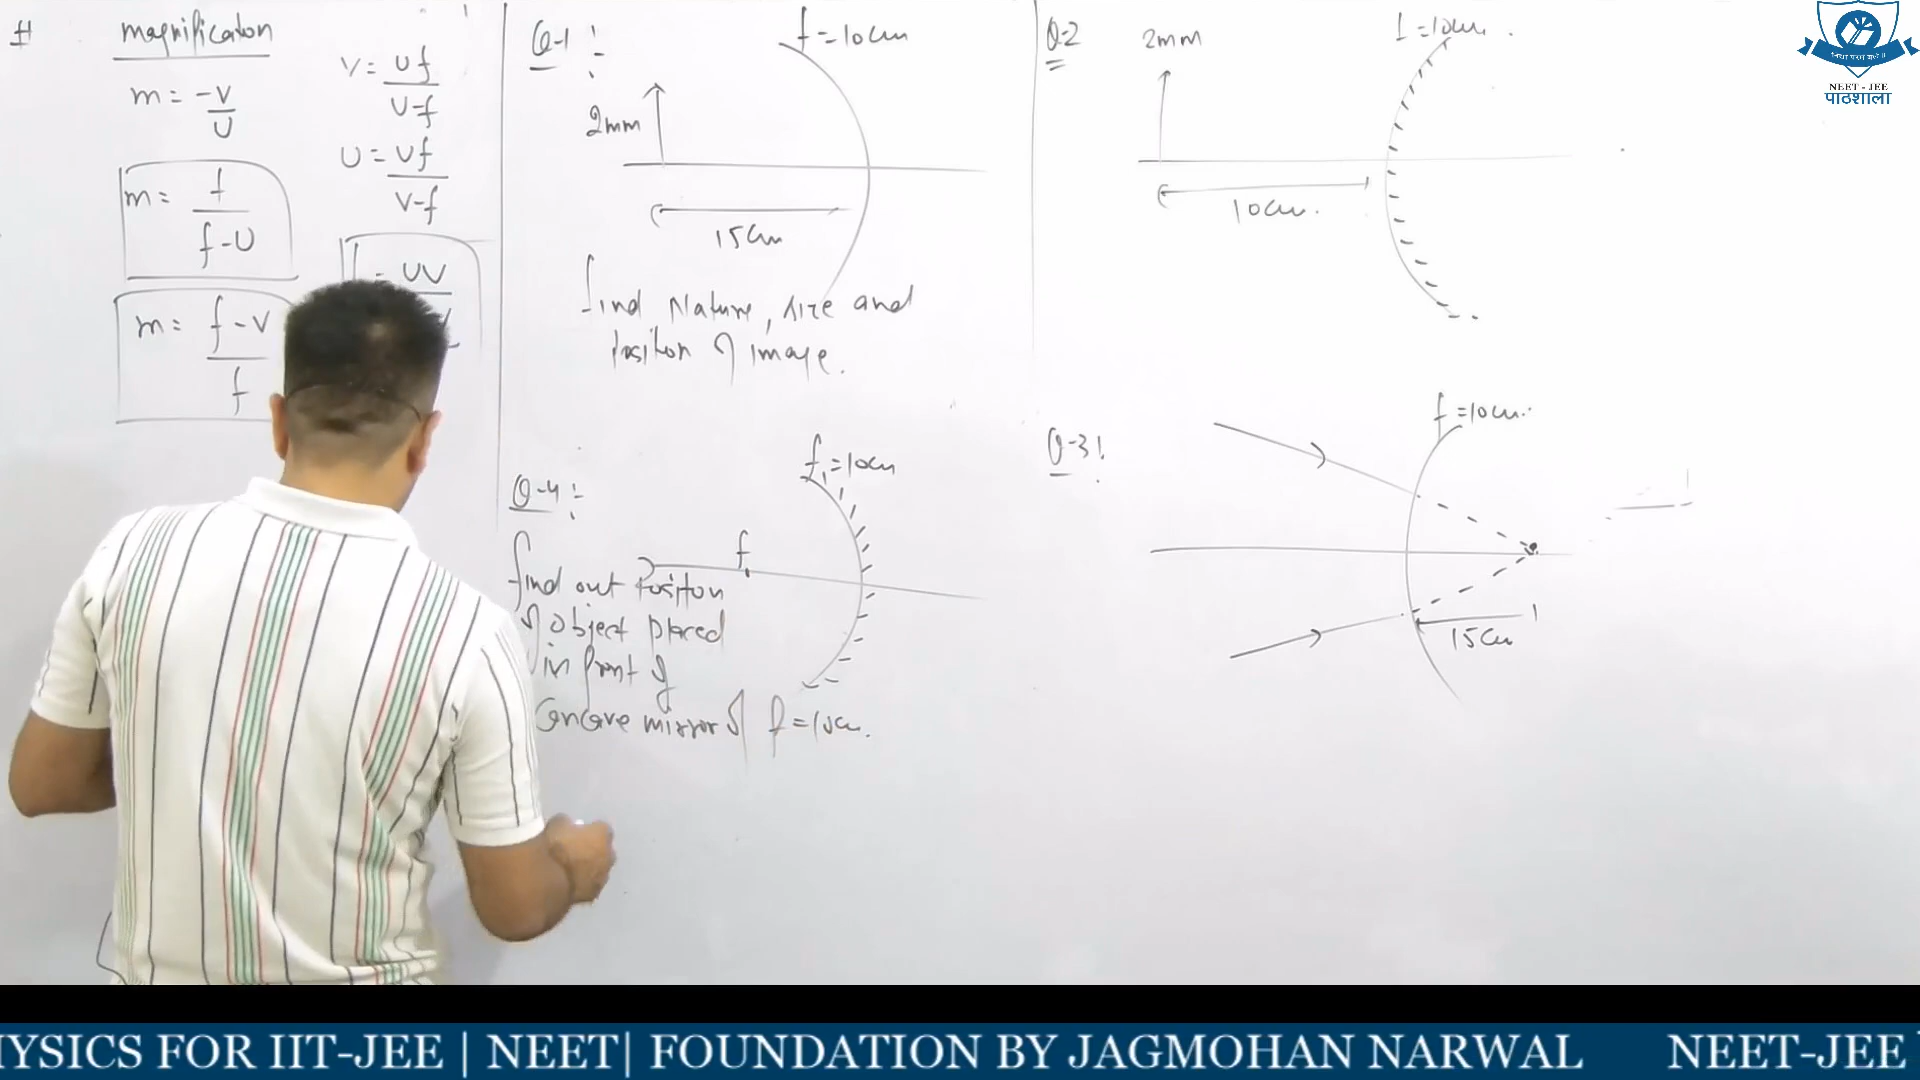 #
magnification
m = -v
u
m = f
f-u
m = f-v
f
v = uf
u-f
u = vf
v-f
= uv
Q-1 :-
f = 10cm
2mm
15cm
find Nature, size and
position of image.
Q-2
2mm
f = 10cm.
10cm.
Q-3!
f = 10cm.
15cm
Q-4 :-
f = 10cm
f
find out position
of object placed
in front of
Concave mirror of f = 10cm.
NEET - JEE
पाठशाला
HYSICS FOR IIT-JEE | NEET| FOUNDATION BY JAGMOHAN NARWAL NEET-JEE